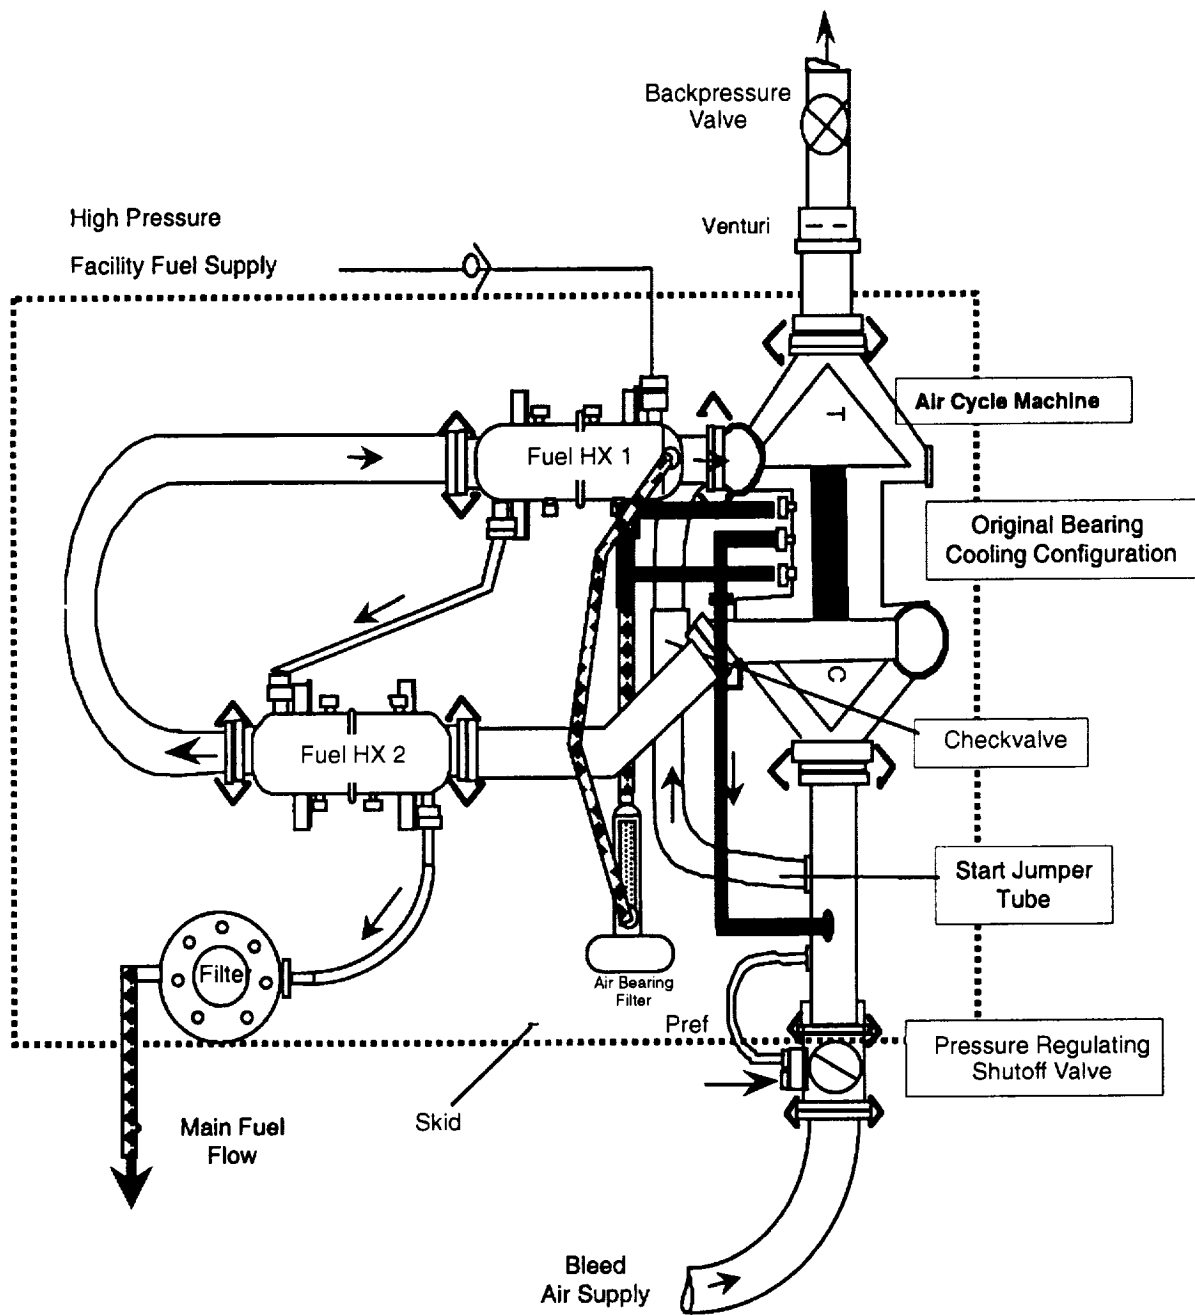 Backpressure
Valve
High Pressure
Facility Fuel Supply
Venturi
Air Cycle Machine
T
Fuel HX 1
Original Bearing
Cooling Configuration
C
Checkvalve
Fuel HX 2
Start Jumper
Tube
Filter
Air Bearing
Filter
Pref
Pressure Regulating
Shutoff Valve
Skid
Main Fuel
Flow
Bleed
Air Supply